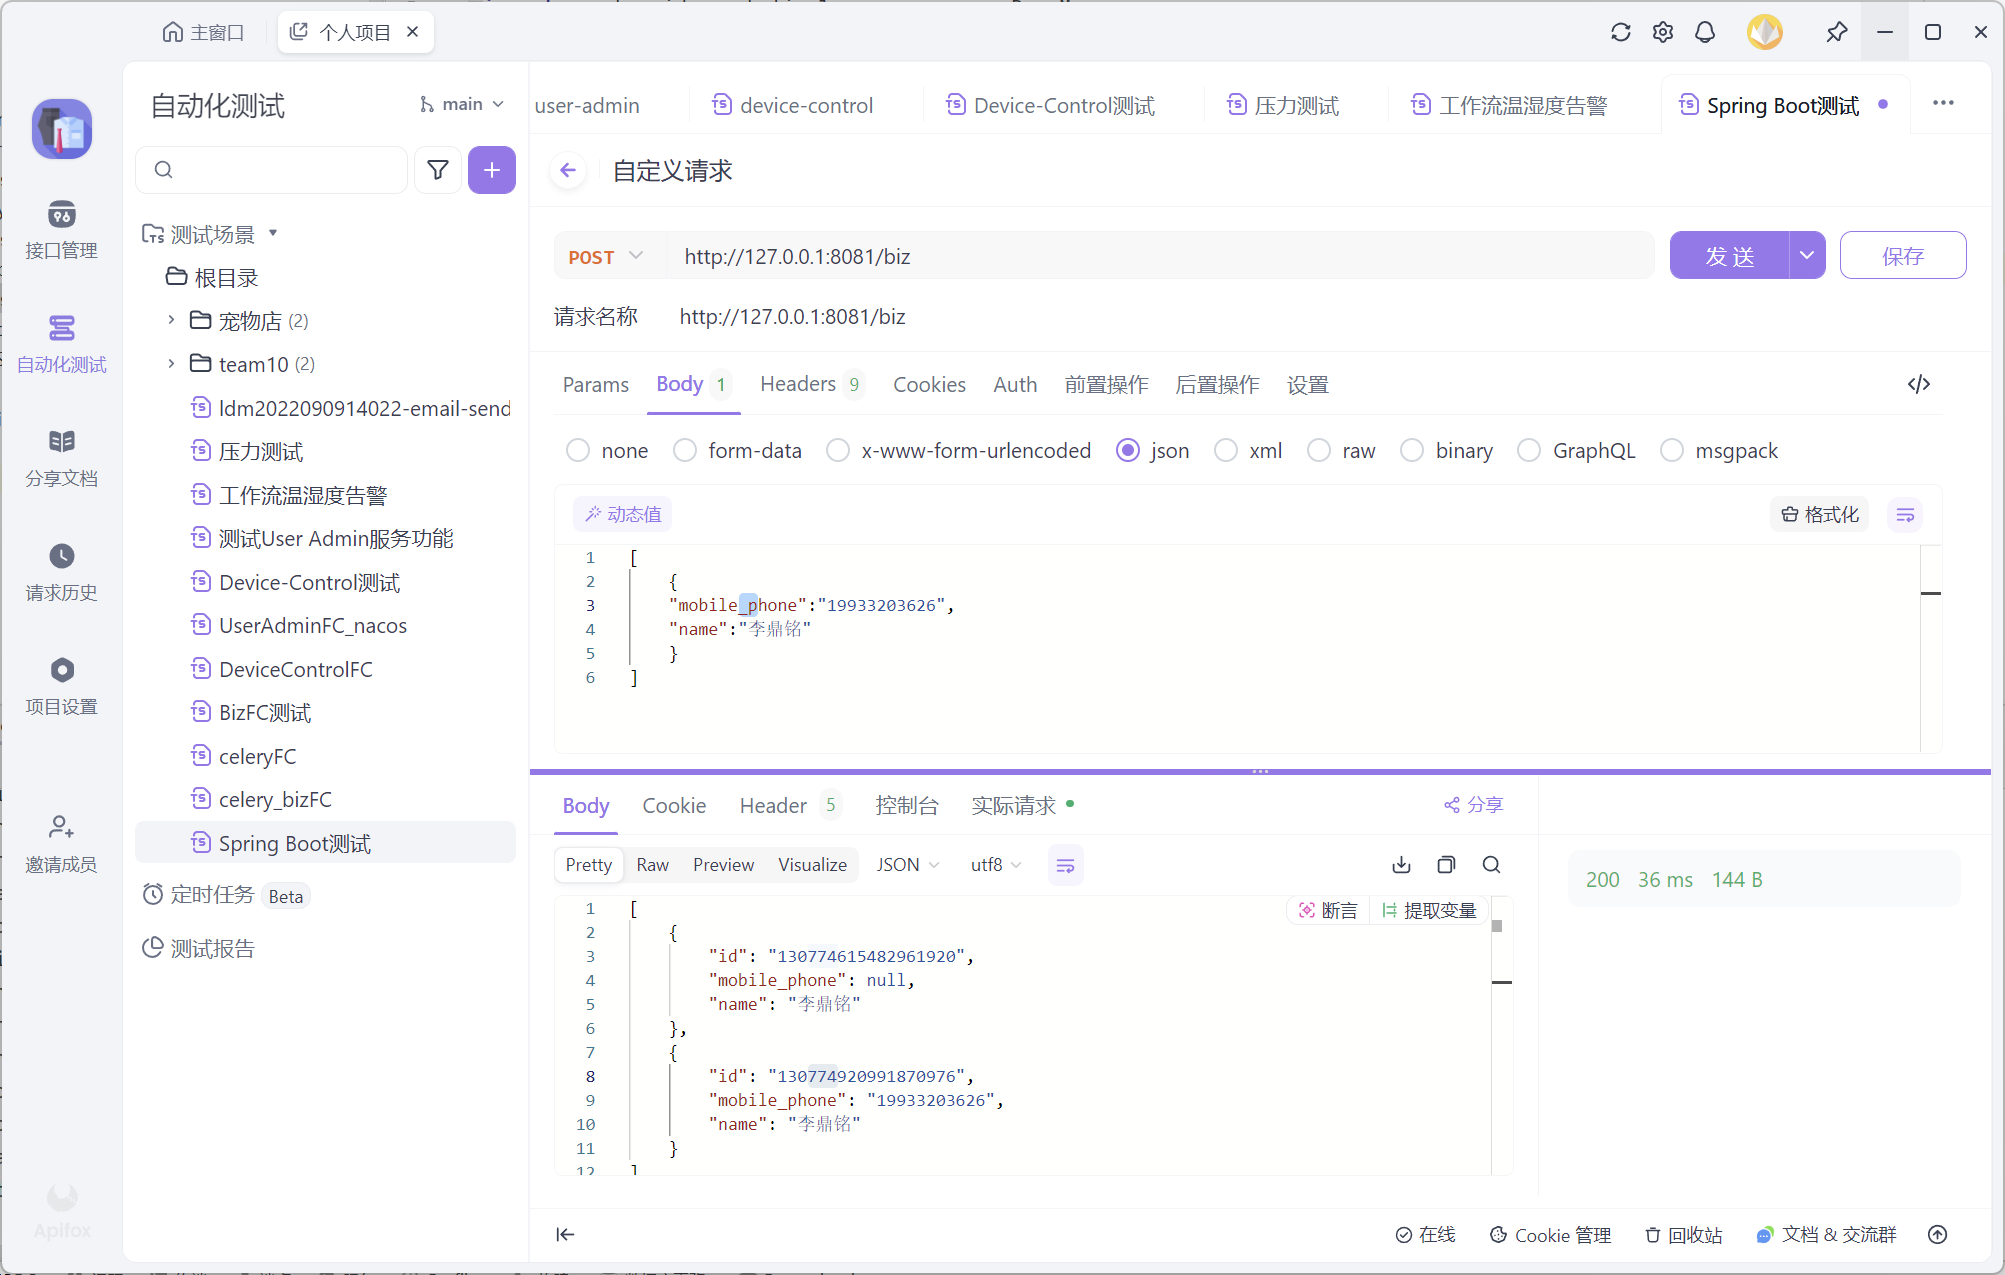 主窗口
个人项目
自动化测试
main
user-admin
device-control
Device-Control测试
压力测试
工作流温湿度告警
Spring Boot测试
接口管理
自动化测试
分享文档
请求历史
项目设置
邀请成员
Apifox
测试场景
根目录
宠物店 (2)
team10 (2)
ldm2022090914022-email-send
压力测试
工作流温湿度告警
测试User Admin服务功能
Device-Control测试
UserAdminFC_nacos
DeviceControlFC
BizFC测试
celeryFC
celery_bizFC
Spring Boot测试
定时任务 Beta
测试报告
自定义请求
POST http://127.0.0.1:8081/biz
发 送
保存
请求名称 http://127.0.0.1:8081/biz
Params Body 1 Headers 9 Cookies Auth 前置操作 后置操作 设置
none form-data x-www-form-urlencoded json xml raw binary GraphQL msgpack
动态值
格式化
1 [
2 {
3 "mobile_phone":"19933203626",
4 "name":"李鼎铭"
5 }
6 ]
Body Cookie Header 5 控制台 实际请求
分享
Pretty Raw Preview Visualize JSON utf8
200 36 ms 144 B
断言 提取变量
1 [
2 {
3 "id": "130774615482961920",
4 "mobile_phone": null,
5 "name": "李鼎铭"
6 },
7 {
8 "id": "130774920991870976",
9 "mobile_phone": "19933203626",
10 "name": "李鼎铭"
11 }
12 ]
在线 Cookie 管理 回收站 文档 & 交流群